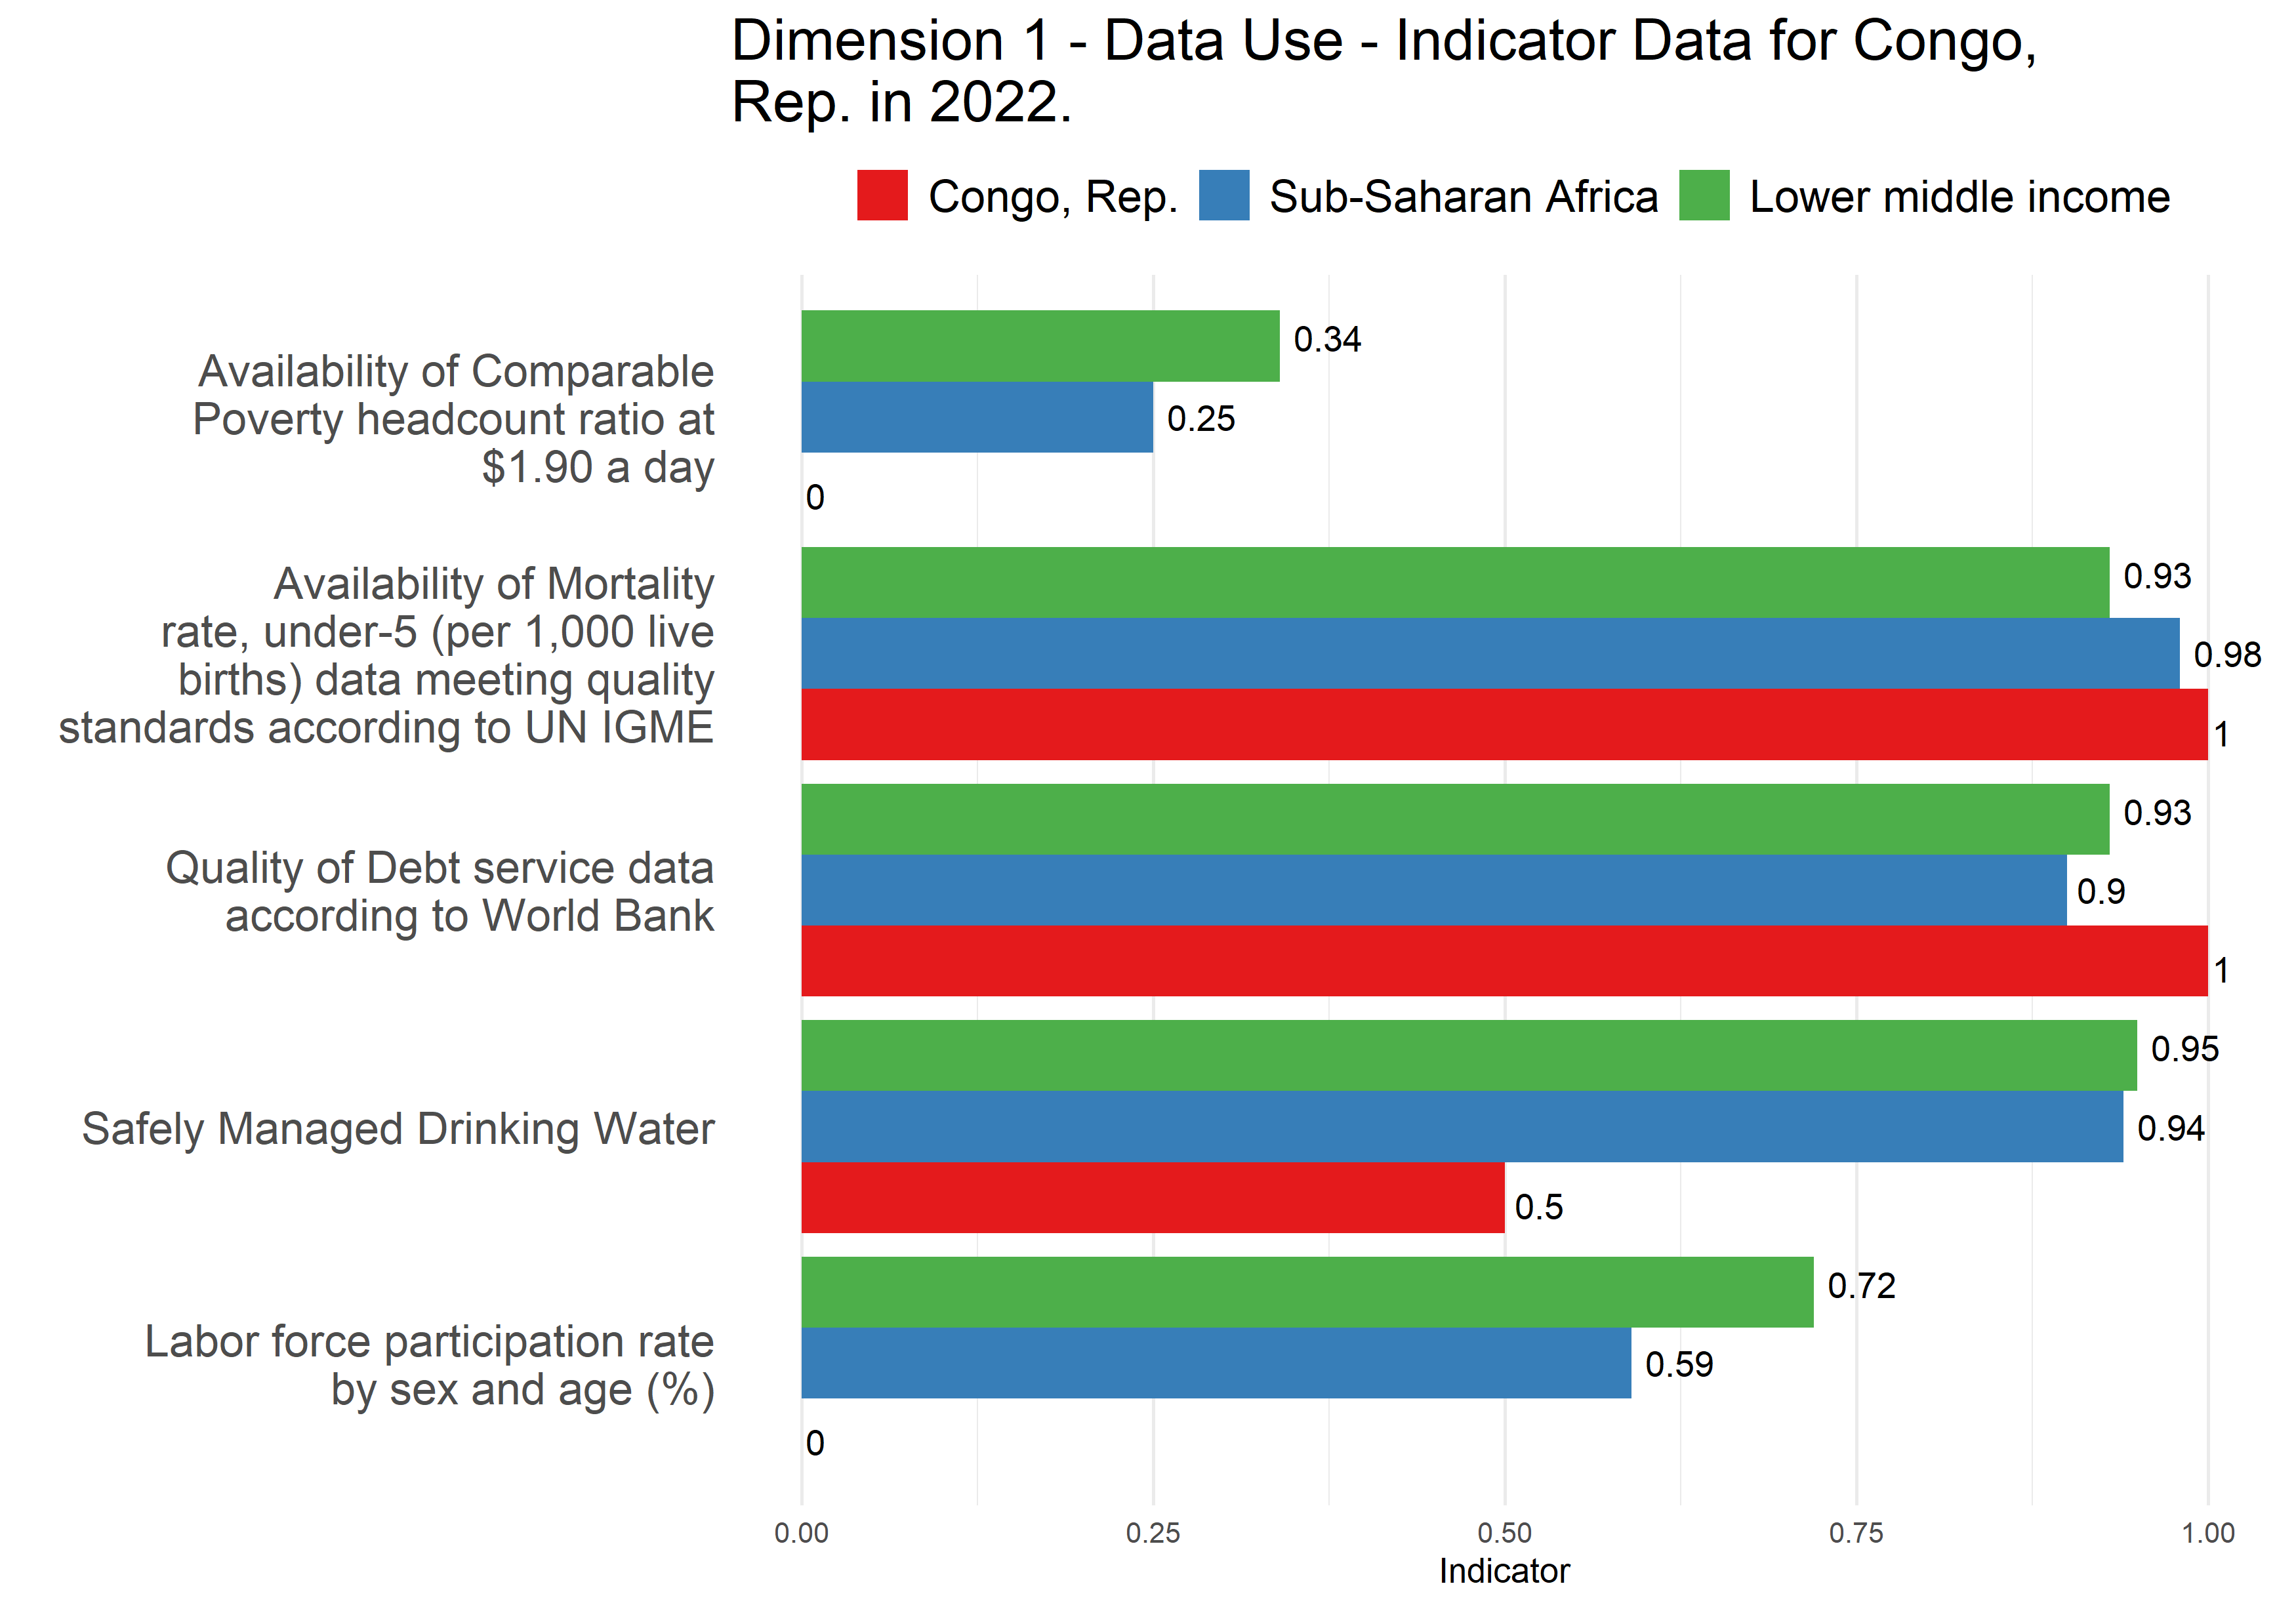 Dimension 1 - Data Use - Indicator Data for Congo,
Rep. in 2022.
Congo, Rep.
Sub-Saharan Africa
Lower middle income
Availability of Comparable
Poverty headcount ratio at
$1.90 a day
0.34
0.25
0
Availability of Mortality
rate, under-5 (per 1,000 live
births) data meeting quality
standards according to UN IGME
0.93
0.98
1
Quality of Debt service data
according to World Bank
0.93
0.9
1
Safely Managed Drinking Water
0.95
0.94
0.5
Labor force participation rate
by sex and age (%)
0.72
0.59
0
0.00
0.25
0.50
0.75
1.00
Indicator